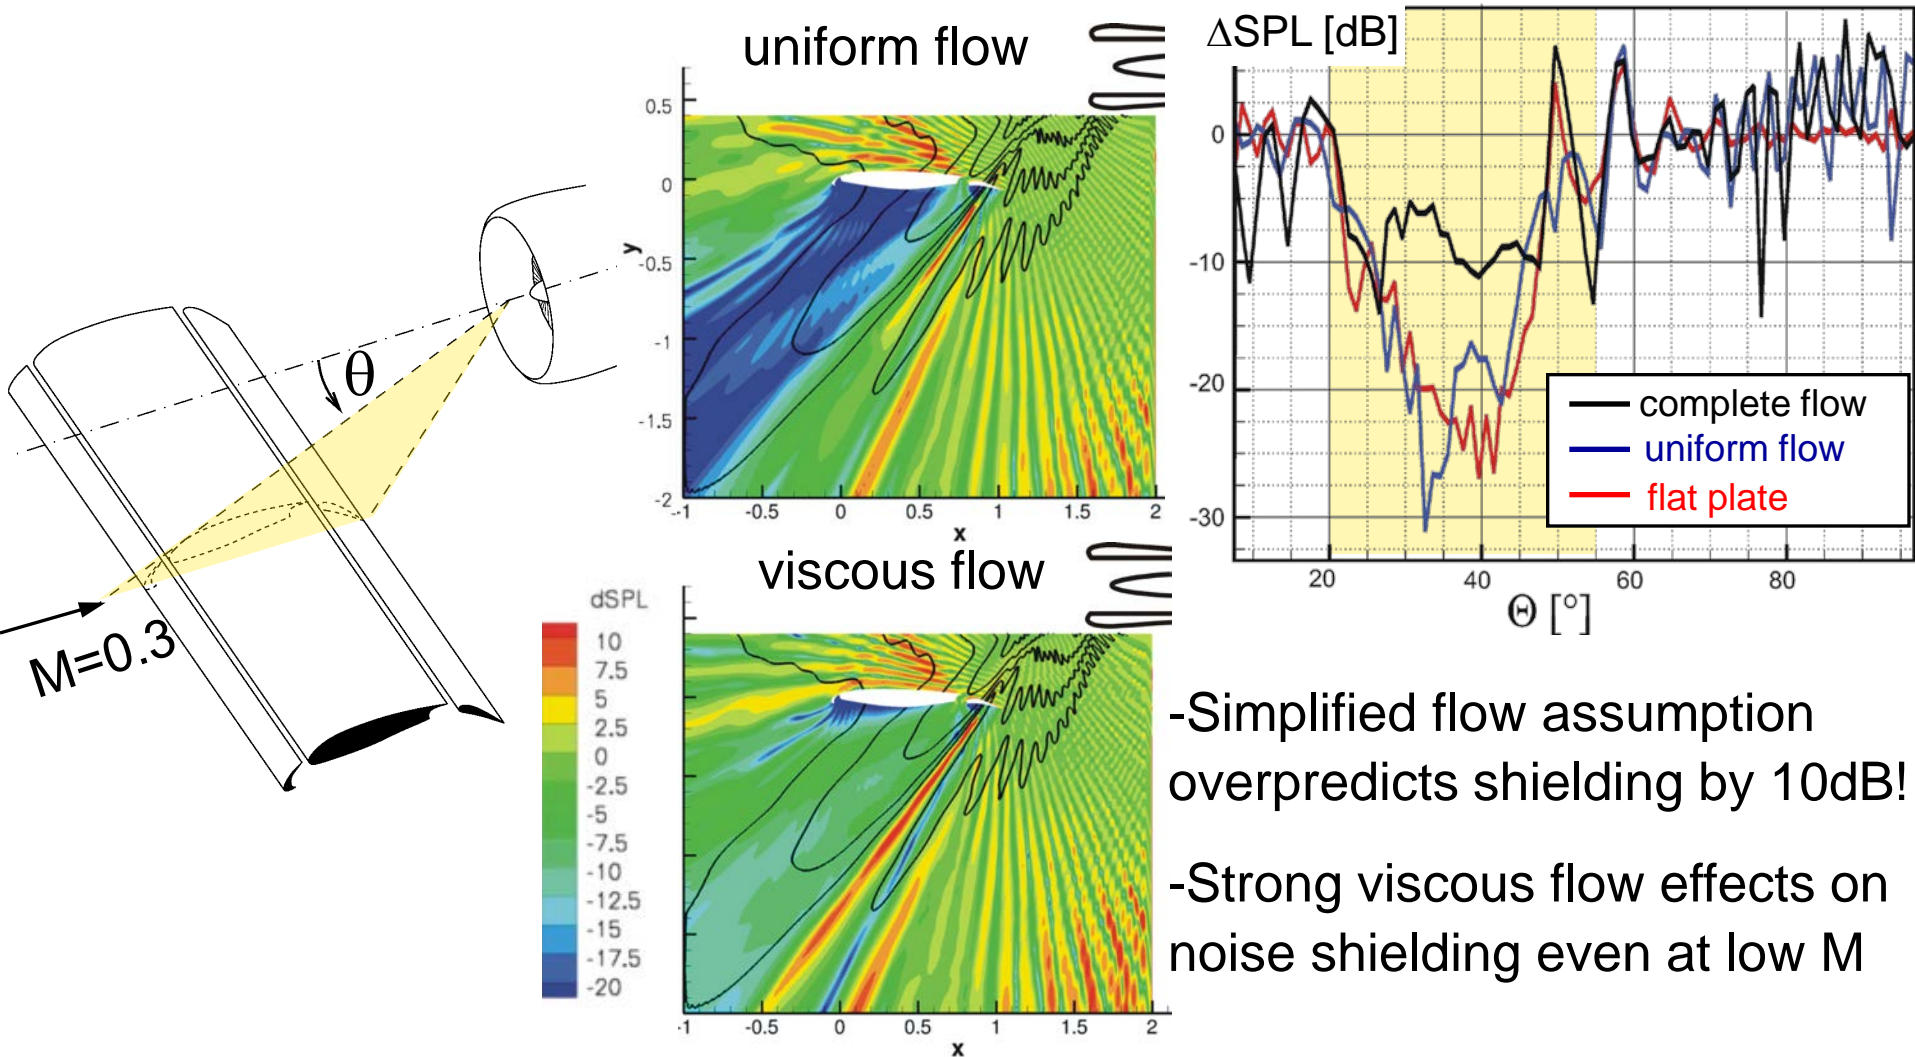 θ
M=0.3
uniform flow
0.5
0
-0.5
-1
-1.5
-2
y
-1 -0.5 0 0.5 1 1.5 2
x
viscous flow
dSPL
10
7.5
5
2.5
0
-2.5
-5
-7.5
-10
-12.5
-15
-17.5
-20
-1 -0.5 0 0.5 1 1.5 2
x
ΔSPL [dB]
0
-10
-20
-30
complete flow
uniform flow
flat plate
20 40 60 80
Θ [°]
-Simplified flow assumption
overpredicts shielding by 10dB!
-Strong viscous flow effects on
noise shielding even at low M